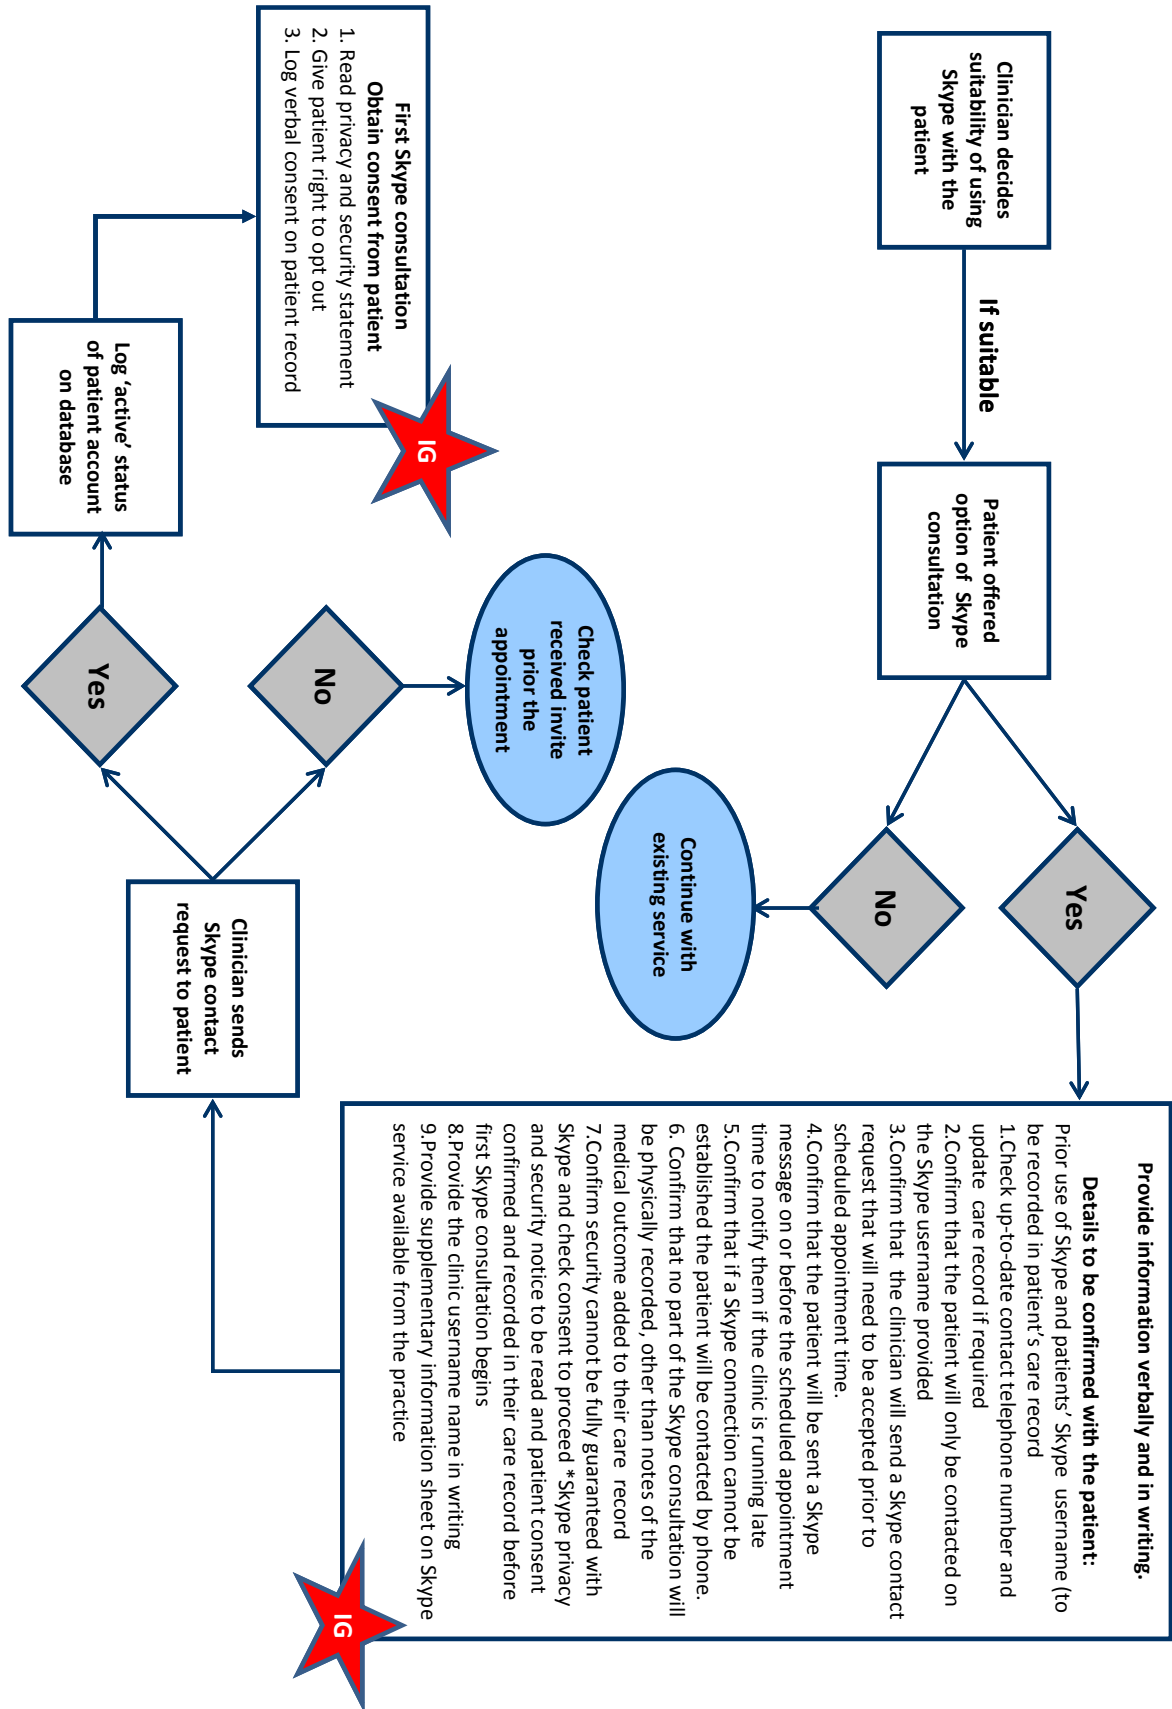 Clinician decides
suitability of using
Skype with the
patient
If suitable
Patient offered
option of Skype
consultation
Yes
No
Continue with
existing service
Provide information verbally and in writing.
Details to be confirmed with the patient:
Prior use of Skype and patients’ Skype username (to
be recorded in patient’s care record
1.Check up-to-date contact telephone number and
update care record if required
2.Confirm that the patient will only be contacted on
the Skype username provided
3.Confirm that the clinician will send a Skype contact
request that will need to be accepted prior to
scheduled appointment time.
4.Confirm that the patient will be sent a Skype
message on or before the scheduled appointment
time to notify them if the clinic is running late
5.Confirm that if a Skype connection cannot be
established the patient will be contacted by phone.
6. Confirm that no part of the Skype consultation will
be physically recorded, other than notes of the
medical outcome added to their care record
7.Confirm security cannot be fully guaranteed with
Skype and check consent to proceed *Skype privacy
and security notice to be read and patient consent
confirmed and recorded in their care record before
first Skype consultation begins
8.Provide the clinic username name in writing
9.Provide supplementary information sheet on Skype
service available from the practice
IG
Clinician sends
Skype contact
request to patient
No
Check patient
received invite
prior the
appointment
Yes
Log ‘active’ status
of patient account
on database
First Skype consultation
Obtain consent from patient
1. Read privacy and security statement
2. Give patient right to opt out
3. Log verbal consent on patient record
IG